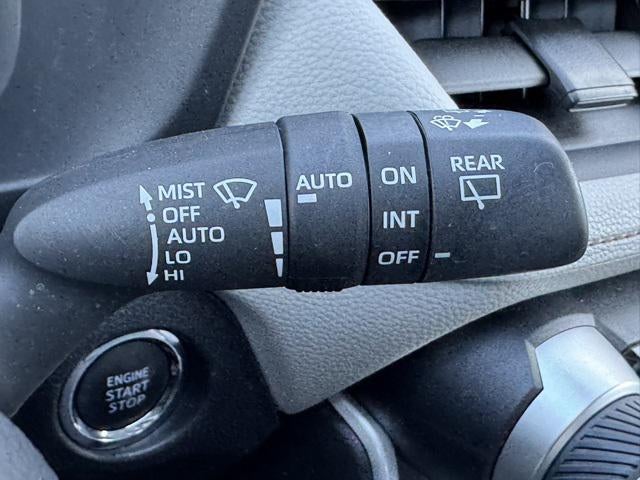 MIST
OFF
AUTO
LO
HI
AUTO
ON
INT
OFF
REAR
ENGINE
START
STOP